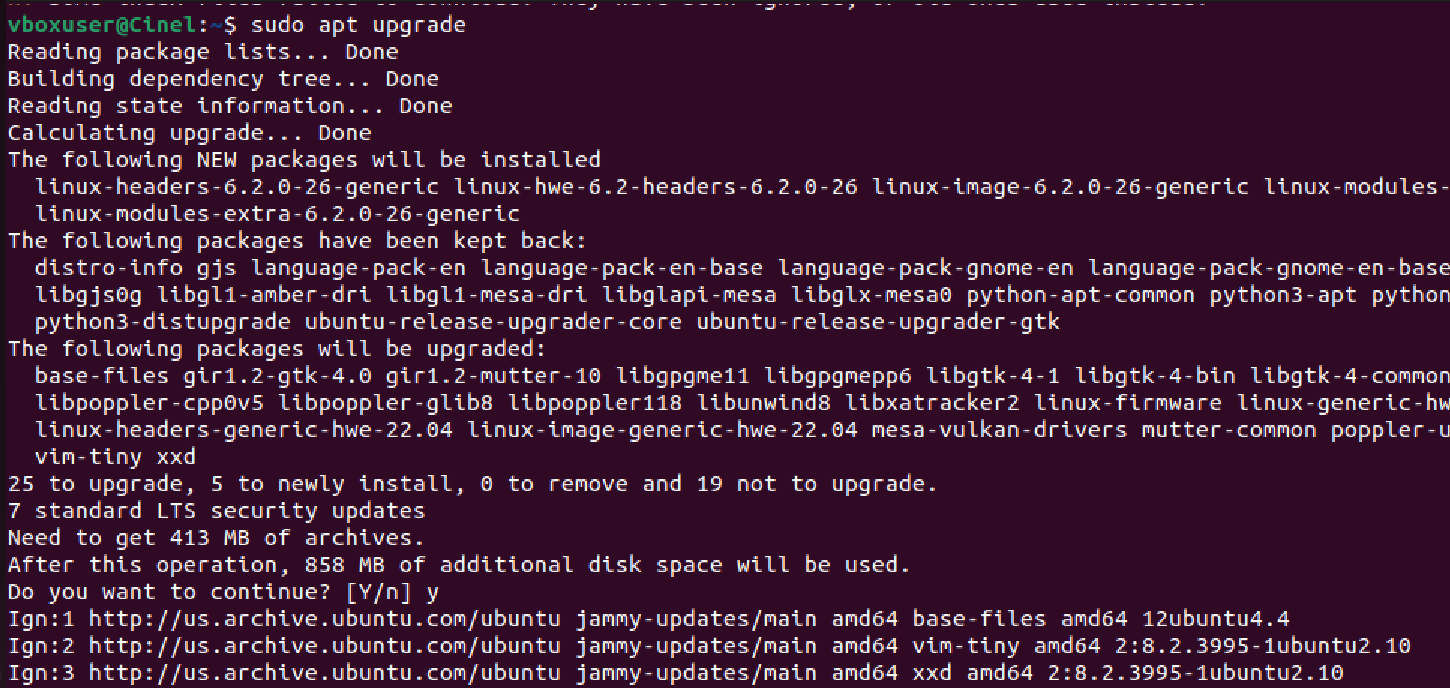 vboxuser@Cinel:~$ sudo apt upgrade
Reading package lists... Done
Building dependency tree... Done
Reading state information... Done
Calculating upgrade... Done
The following NEW packages will be installed
  linux-headers-6.2.0-26-generic linux-hwe-6.2-headers-6.2.0-26 linux-image-6.2.0-26-generic linux-modules-
  linux-modules-extra-6.2.0-26-generic
The following packages have been kept back:
  distro-info gjs language-pack-en language-pack-en-base language-pack-gnome-en language-pack-gnome-en-base
  libgjs0g libgl1-amber-dri libgl1-mesa-dri libglapi-mesa libglx-mesa0 python-apt-common python3-apt python
  python3-distupgrade ubuntu-release-upgrader-core ubuntu-release-upgrader-gtk
The following packages will be upgraded:
  base-files gir1.2-gtk-4.0 gir1.2-mutter-10 libgpgme11 libgpgmepp6 libgtk-4-1 libgtk-4-bin libgtk-4-common
  libpoppler-cpp0v5 libpoppler-glib8 libpoppler118 libunwind8 libxatracker2 linux-firmware linux-generic-hw
  linux-headers-generic-hwe-22.04 linux-image-generic-hwe-22.04 mesa-vulkan-drivers mutter-common poppler-u
  vim-tiny xxd
25 to upgrade, 5 to newly install, 0 to remove and 19 not to upgrade.
7 standard LTS security updates
Need to get 413 MB of archives.
After this operation, 858 MB of additional disk space will be used.
Do you want to continue? [Y/n] y
Ign:1 http://us.archive.ubuntu.com/ubuntu jammy-updates/main amd64 base-files amd64 12ubuntu4.4
Ign:2 http://us.archive.ubuntu.com/ubuntu jammy-updates/main amd64 vim-tiny amd64 2:8.2.3995-1ubuntu2.10
Ign:3 http://us.archive.ubuntu.com/ubuntu jammy-updates/main amd64 xxd amd64 2:8.2.3995-1ubuntu2.10